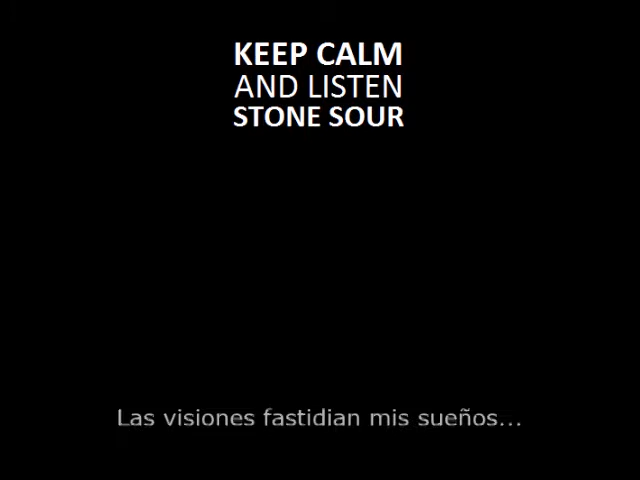 KEEP CALM
AND LISTEN
STONE SOUR
Las visiones fastidian mis sueños...